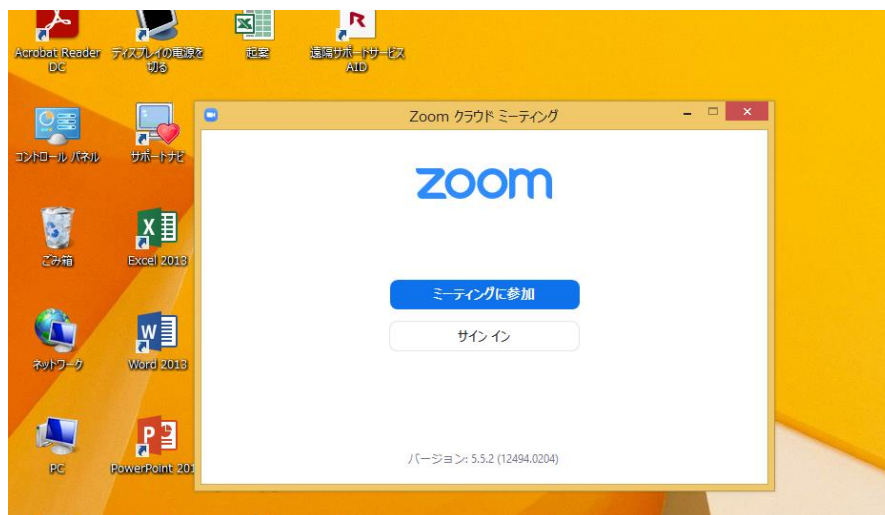 Acrobat Reader
DC
ディスプレイの電源を
切る
起案
遠隔サポートサービス
AID
コントロール パネル
サポートナビ
ごみ箱
Excel 2013
ネットワーク
Word 2013
PC
PowerPoint 201
Zoom クラウド ミーティング
zoom
ミーティングに参加
サイン イン
バージョン: 5.5.2 (12494.0204)